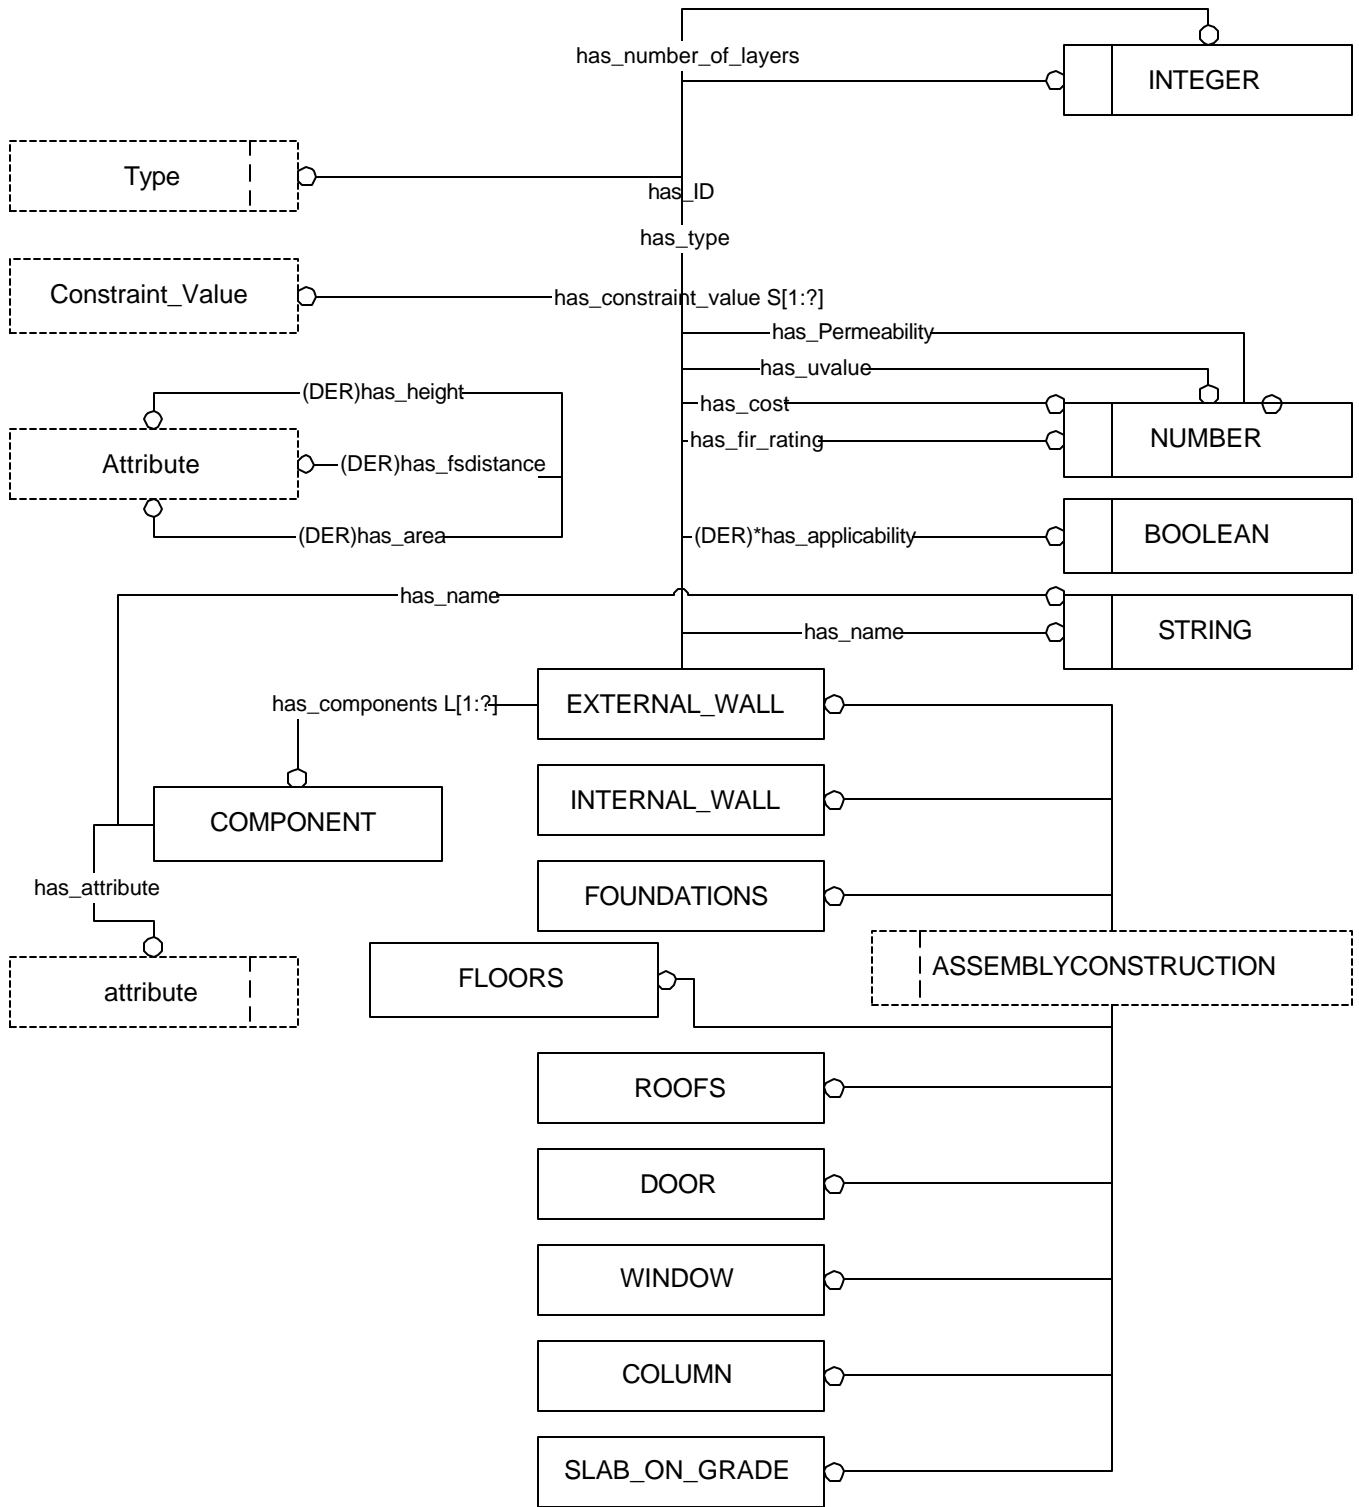 has_number_of_layers
INTEGER
Type
has_ID
has_type
Constraint_Value
has_constraint_value S[1:?]
has_Permeability
has_uvalue
(DER)has_height
has_cost
has_fir_rating
NUMBER
Attribute
(DER)has_fsdistance
(DER)has_area
(DER)*has_applicability
BOOLEAN
has_name
has_name
STRING
has_components L[1:?]
EXTERNAL_WALL
INTERNAL_WALL
COMPONENT
has_attribute
FOUNDATIONS
ASSEMBLYCONSTRUCTION
FLOORS
attribute
ROOFS
DOOR
WINDOW
COLUMN
SLAB_ON_GRADE